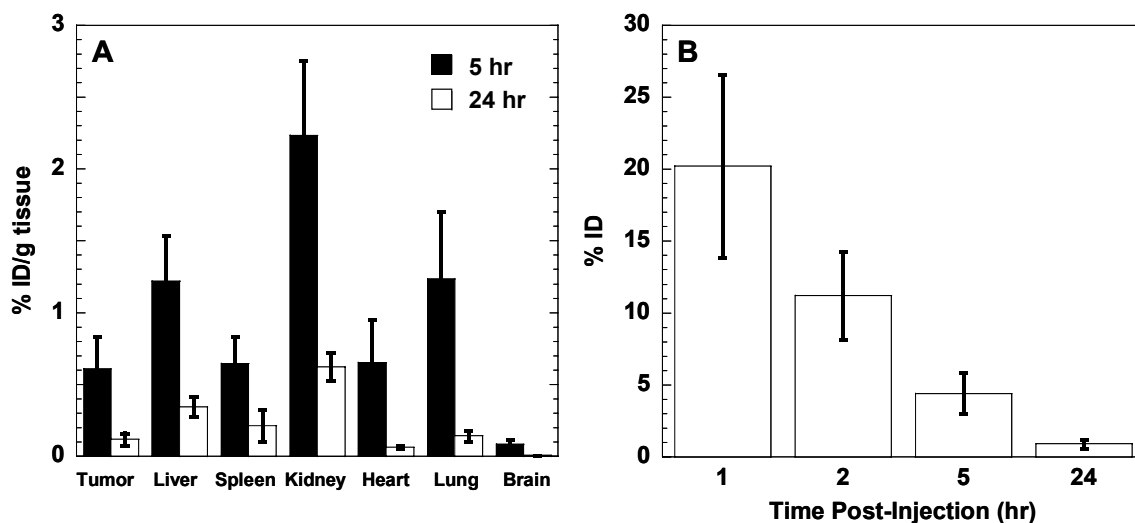 A
5 hr
24 hr
% ID/g tissue
3
2
1
0
Tumor Liver Spleen Kidney Heart Lung Brain
B
% ID
30
25
20
15
10
5
0
1 2 5 24
Time Post-Injection (hr)